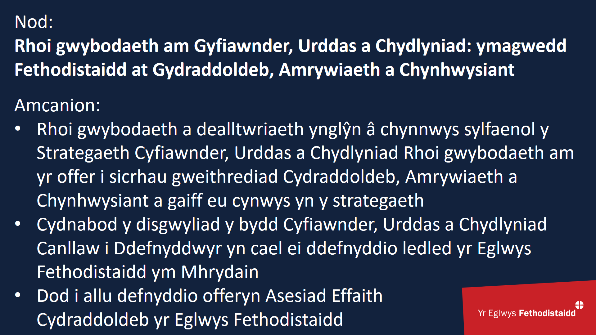 Nod:
Rhoi gwybodaeth am Gyfiawnder, Urddas a Chydlyniad: ymagwedd
Fethodistaidd at Gydraddoldeb, Amrywiaeth a Chynhwysiant
Amcanion:
• Rhoi gwybodaeth a dealltwriaeth ynglŷn â chynnwys sylfaenol y
Strategaeth Cyfiawnder, Urddas a Chydlyniad Rhoi gwybodaeth am
yr offer i sicrhau gweithrediad Cydraddoldeb, Amrywiaeth a
Chynhwysiant a gaiff eu cynwys yn y strategaeth
• Cydnabod y disgwyliad y bydd Cyfiawnder, Urddas a Chydlyniad
Canllaw i Ddefnyddwyr yn cael ei ddefnyddio ledled yr Eglwys
Fethodistaidd ym Mhrydain
• Dod i allu defnyddio offeryn Asesiad Effaith
Cydraddoldeb yr Eglwys Fethodistaidd
Yr Eglwys Fethodistaidd